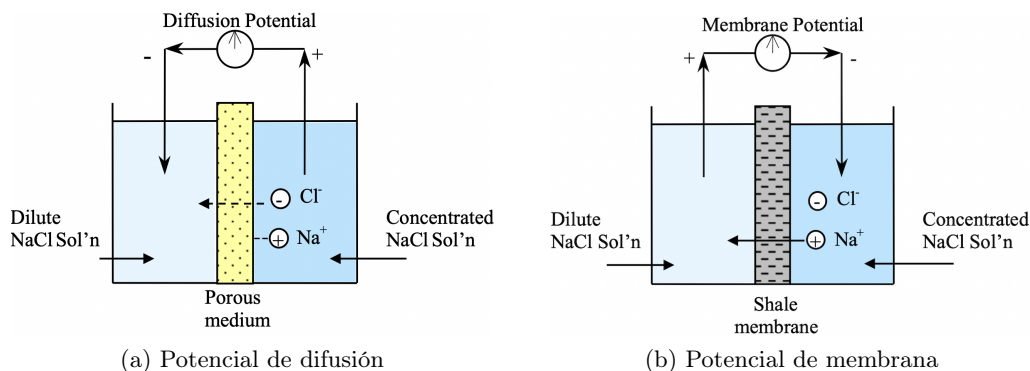 Diffusion Potential
-
+
Cl-
-
Na+
+
Dilute
NaCl Sol’n
Concentrated
NaCl Sol’n
Porous
medium
(a) Potencial de difusión
Membrane Potential
+
-
Cl-
-
Na+
+
Dilute
NaCl Sol’n
Concentrated
NaCl Sol’n
Shale
membrane
(b) Potencial de membrana